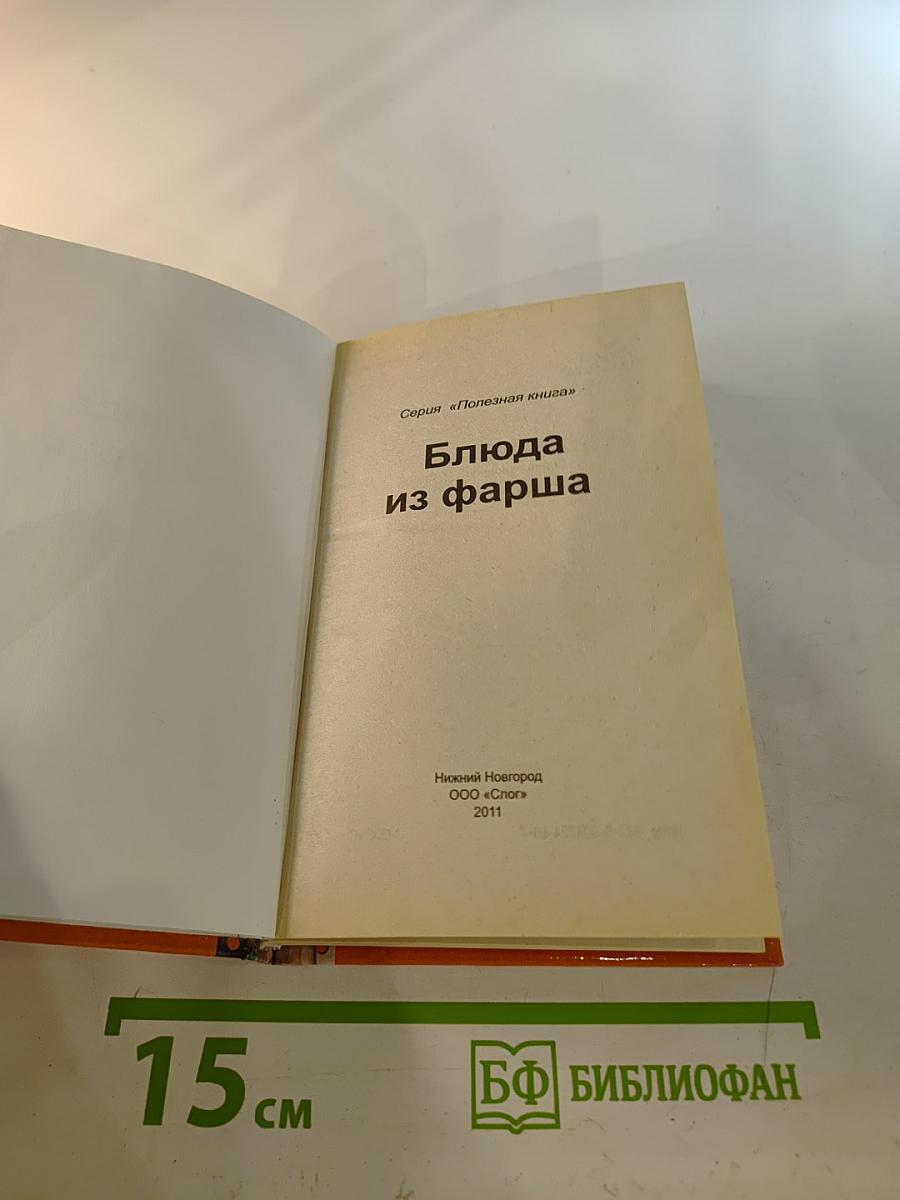 Серия «Полезная книга»
Блюда
из фарша
Нижний Новгород
ООО «Слог»
2011
15 см
БФ БИБЛИОФАН